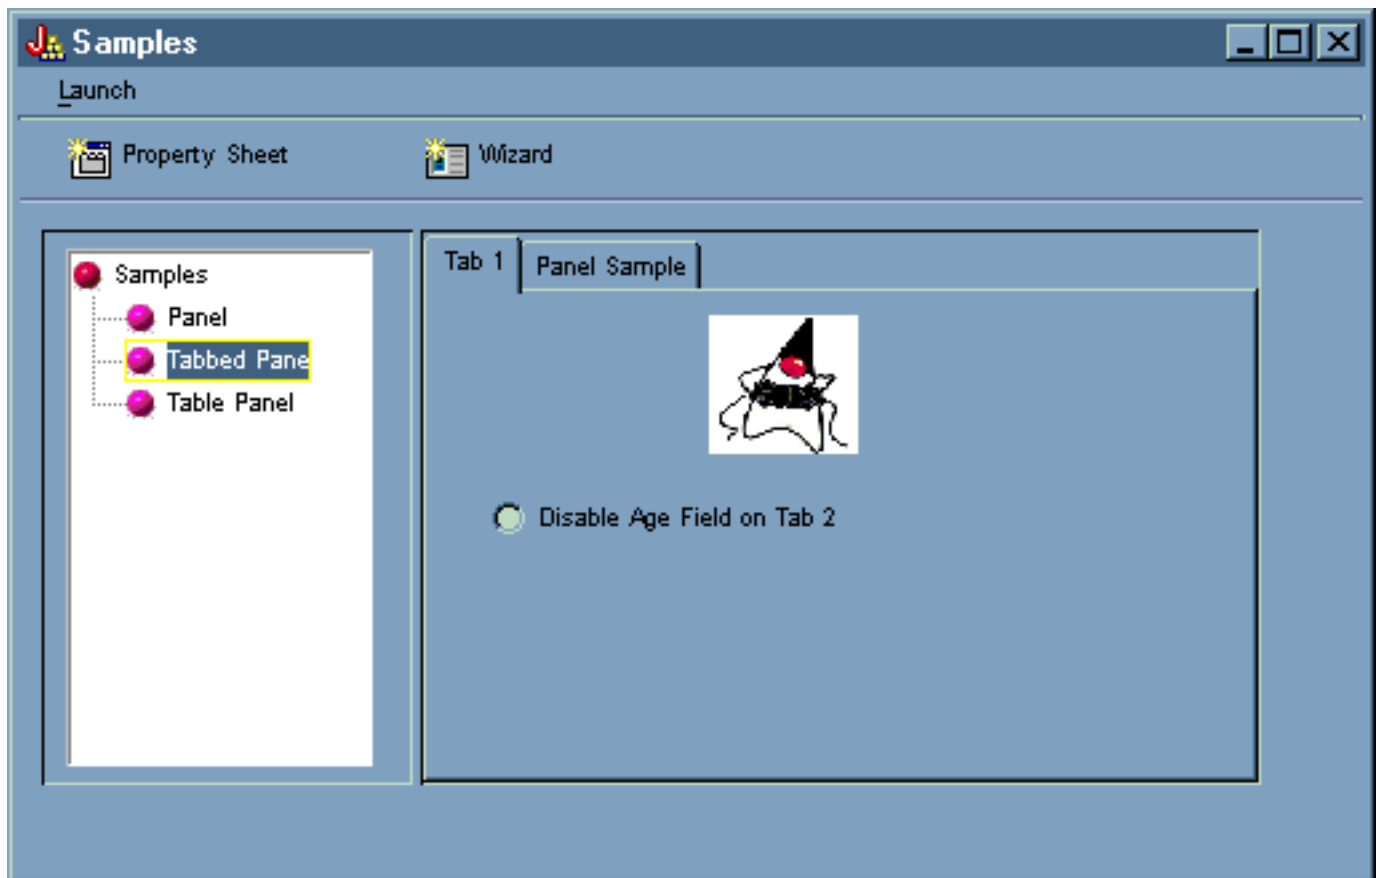 Samples
Launch
Property Sheet
Wizard
Samples
Panel
Tabbed Pane
Table Panel
Tab 1
Panel Sample
Disable Age Field on Tab 2